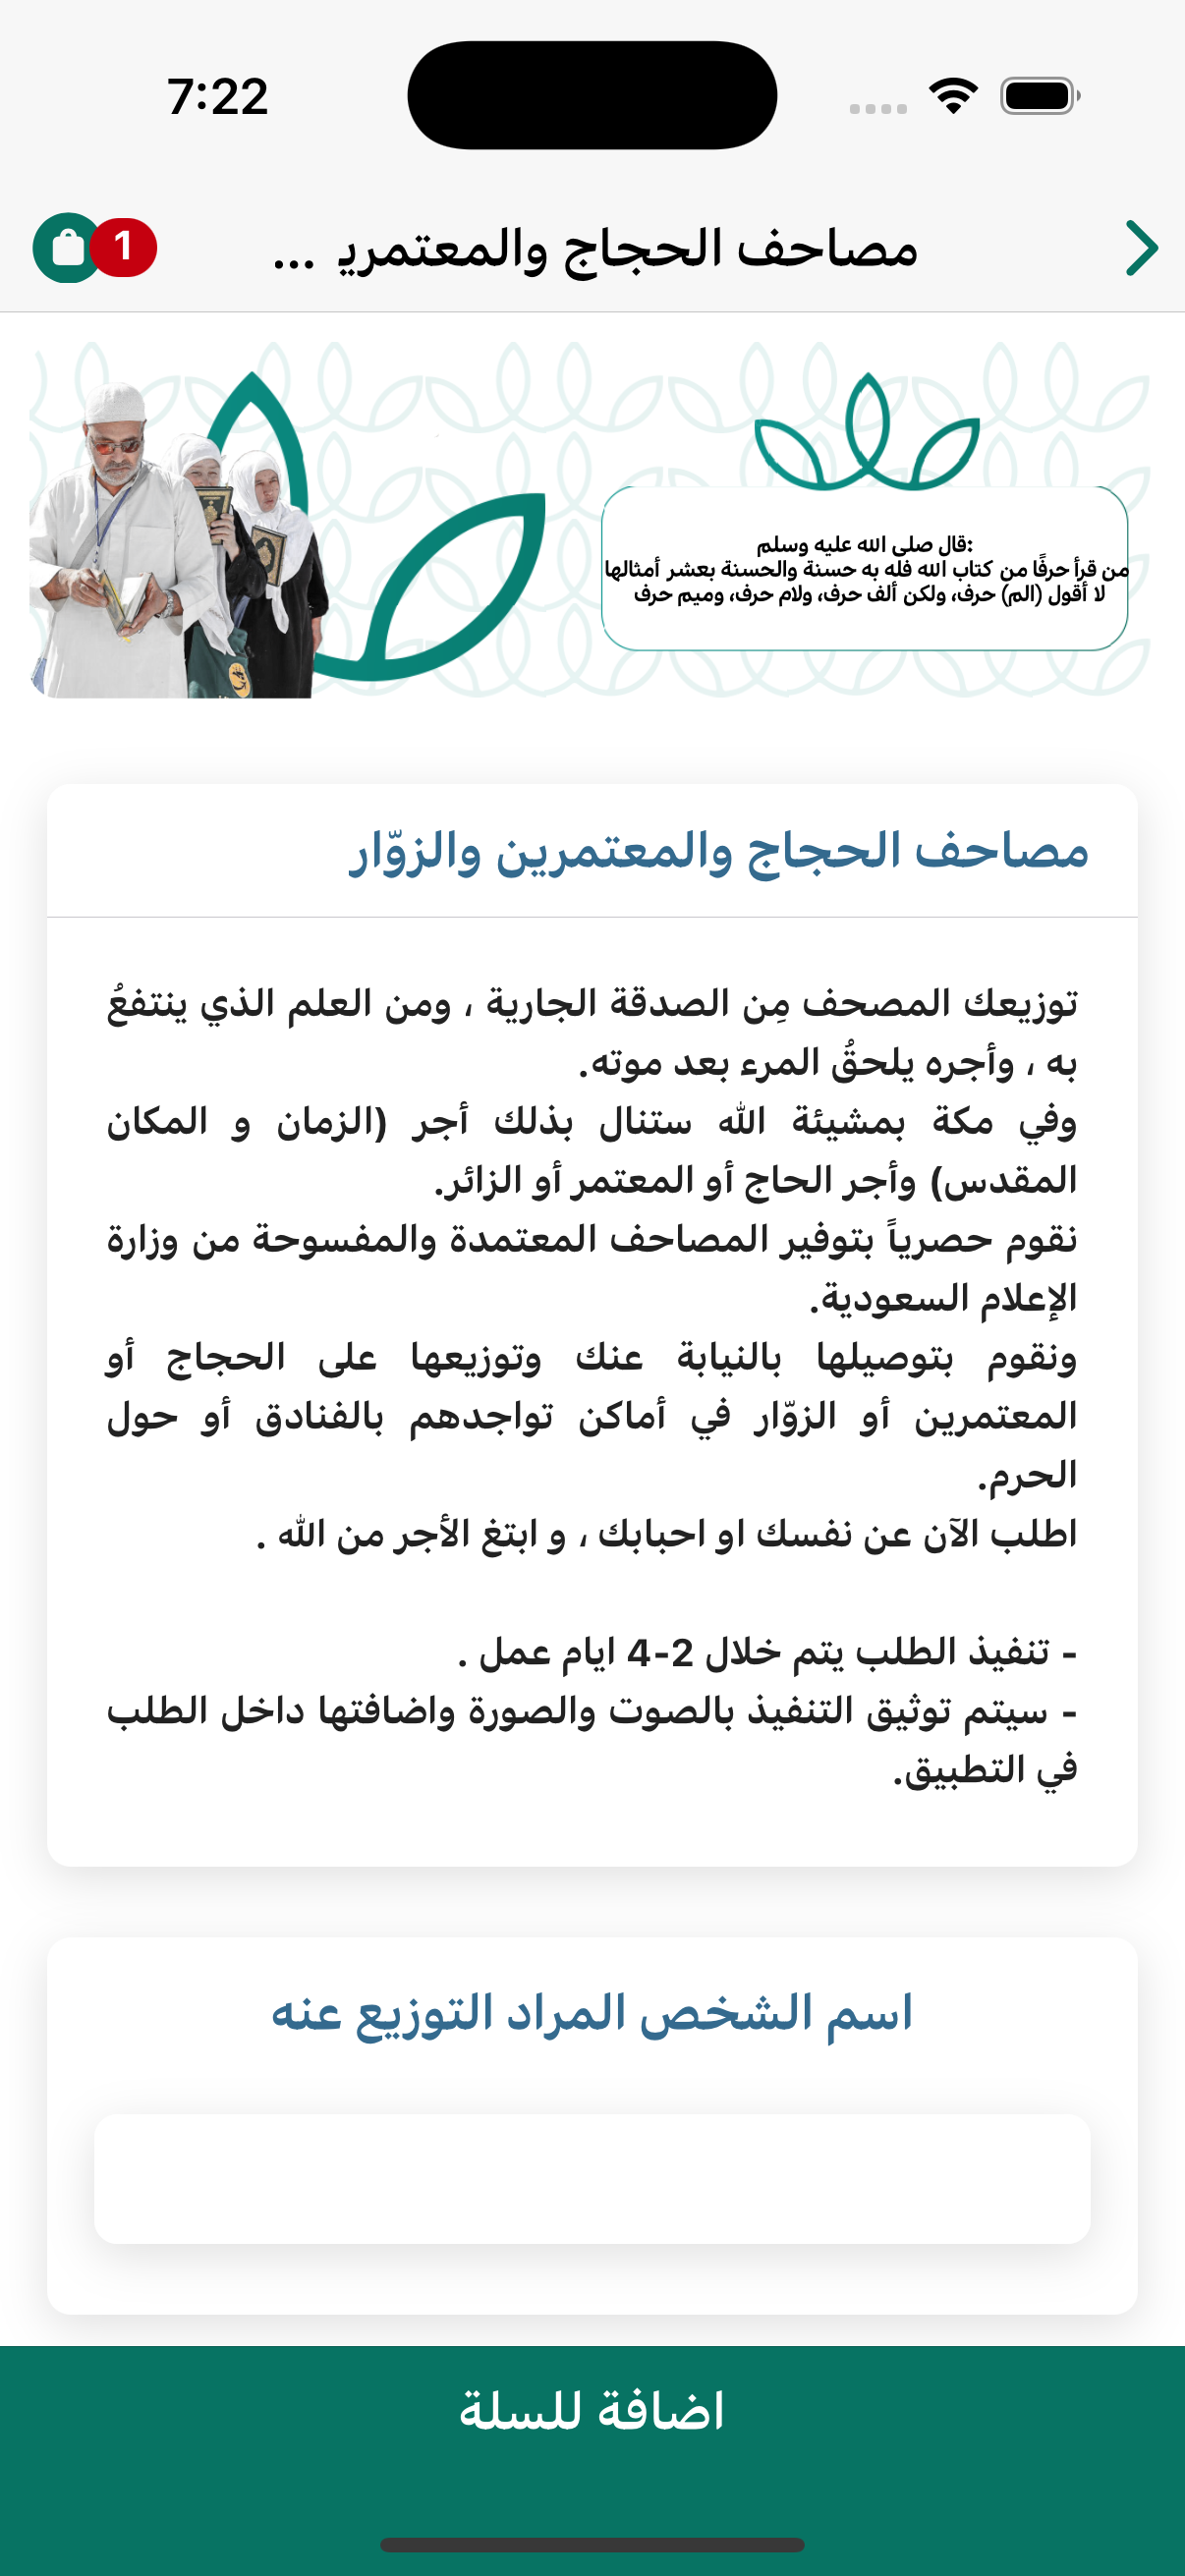 7:22
مصاحف الحجاج والمعتمري ...
1
قال صلى الله عليه وسلم:
من قرأ حرفًا من كتاب الله فله به حسنة والحسنة بعشر أمثالها
لا أقول (الم) حرف، ولكن ألف حرف، ولام حرف، وميم حرف
مصاحف الحجاج والمعتمرين والزوّار
توزيعك المصحف مِن الصدقة الجارية ، ومن العلم الذي ينتفعُ
به ، وأجره يلحقُ المرء بعد موته.
وفي مكة بمشيئة الله ستنال بذلك أجر (الزمان و المكان
المقدس) وأجر الحاج أو المعتمر أو الزائر.
نقوم حصرياً بتوفير المصاحف المعتمدة والمفسوحة من وزارة
الإعلام السعودية.
ونقوم بتوصيلها بالنيابة عنك وتوزيعها على الحجاج أو
المعتمرين أو الزوّار في أماكن تواجدهم بالفنادق أو حول
الحرم.
اطلب الآن عن نفسك او احبابك ، و ابتغ الأجر من الله .
- تنفيذ الطلب يتم خلال 2-4 ايام عمل .
- سيتم توثيق التنفيذ بالصوت والصورة واضافتها داخل الطلب
في التطبيق.
اسم الشخص المراد التوزيع عنه
اضافة للسلة